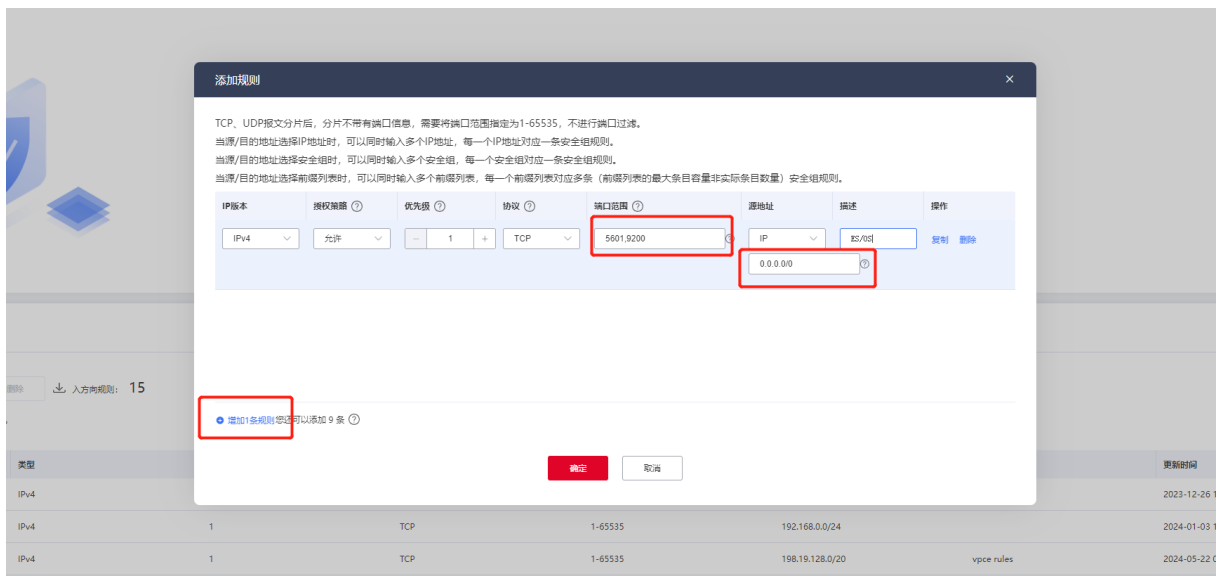 添加规则
TCP、UDP报文分片后，分片不带有端口信息，需要将端口范围指定为1-65535，不进行端口过滤。
当源/目的地址选择IP地址时，可以同时输入多个IP地址，每一个IP地址对应一条安全组规则。
当源/目的地址选择安全组时，可以同时输入多个安全组，每一个安全组对应一条安全组规则。
当源/目的地址选择前缀列表时，可以同时输入多个前缀列表，每一个前缀列表对应多条（前缀列表的最大条目容量非实际条目数量）安全组规则。
IP版本 授权策略 优先级 协议 端口范围 源地址 描述 操作
IPv4 允许 1 TCP 5601,9200 IP ES/OS 复制 删除
0.0.0.0/0
删除 入方向规则: 15
增加1条规则 您还可以添加 9 条
确定 取消
类型 更新时间
IPv4 2023-12-26 1
IPv4 1 TCP 1-65535 192.168.0.0/24 2024-01-03 1
IPv4 1 TCP 1-65535 198.19.128.0/20 vpce rules 2024-05-22 0